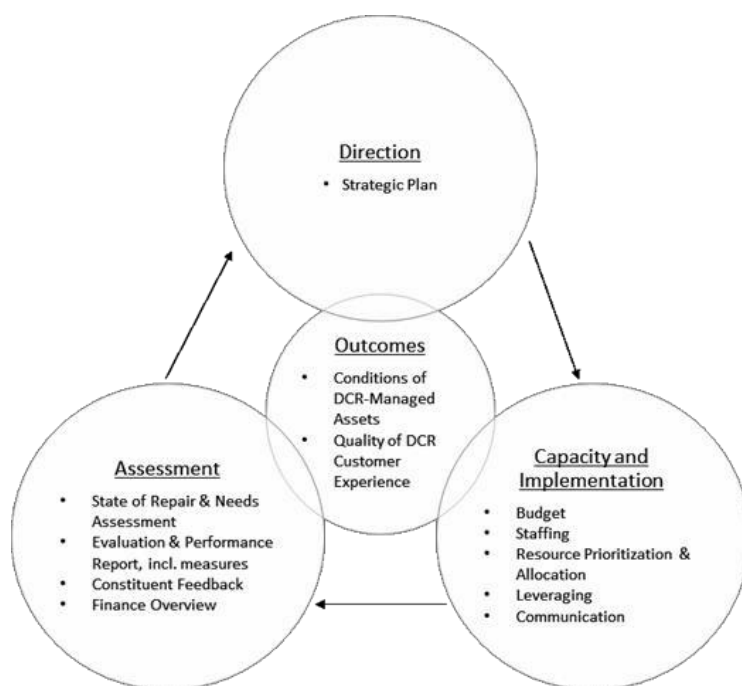 Direction
• Strategic Plan
Outcomes
• Conditions of
DCR-Managed
Assets
• Quality of DCR
Customer
Experience
Assessment
• State of Repair & Needs
Assessment
• Evaluation & Performance
Report, incl. measures
• Constituent Feedback
• Finance Overview
Capacity and
Implementation
• Budget
• Staffing
• Resource Prioritization &
Allocation
• Leveraging
• Communication